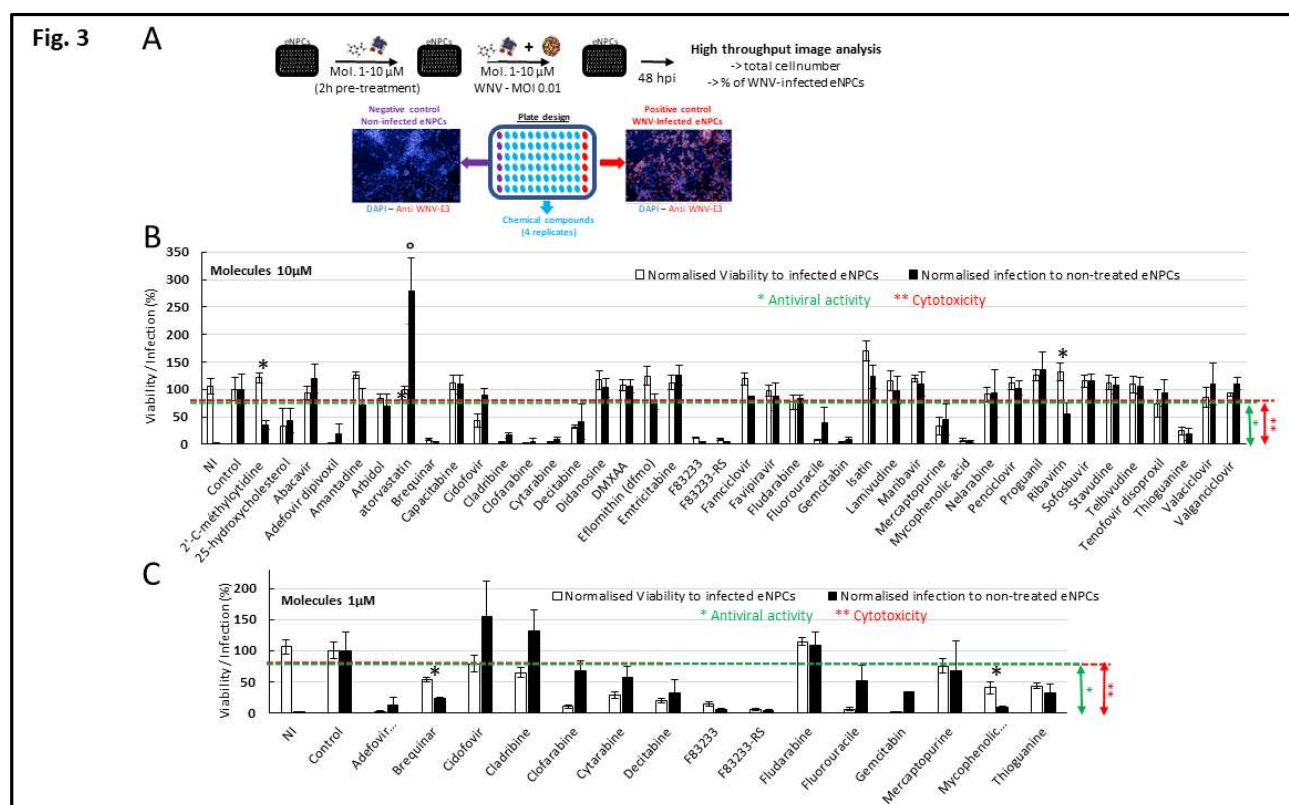 Fig. 3
A
eNPCs
eNPCs
eNPCs
+
Mol. 1-10 µM
(2h pre-treatment)
Mol. 1-10 µM
WNV - MOI 0.01
48 hpi
High throughput image analysis
-> total cell number
-> % of WNV-infected eNPCs
Negative control
Non-infected eNPCs
Plate design
Positive control
WNV-Infected eNPCs
DAPI – Anti WNV-E3
DAPI – Anti WNV-E3
Chemical compounds
(4 replicates)
B
Viability / Infection (%)
350
300
250
200
150
100
50
0
Molecules 10µM
Normalised Viability to infected eNPCs
Normalised infection to non-treated eNPCs
* Antiviral activity
** Cytotoxicity
*
*
°
*
*
**
NI
Control
2'-C-méthylcytidine
25-hydroxycholesterol
Abacavir
Adefovir dipivoxil
Amantadine
Arbidol
atorvastatin
Brequinar
Capacitabine
Cidofovir
Cladribine
Clofarabine
Cytarabine
Decitabine
Didanosine
DMXAA
Eflornithin (dfmo)
Emtricitabine
F83233
F83233-RS
Famciclovir
Favipiravir
Fludarabine
Fluorouracile
Gemcitabin
Isatin
Lamivudine
Maribavir
Mercaptopurine
Mycophenolic acid
Nelarabine
Penciclovir
Proguanil
Ribavirin
Sofosbuvir
Stavudine
Telbivudine
Tenofovir disoproxil
Thioguanine
Valaciclovir
Valganciclovir
C
Viability / Infection (%)
200
150
100
50
0
Molecules 1µM
Normalised Viability to infected eNPCs
Normalised infection to non-treated eNPCs
* Antiviral activity
** Cytotoxicity
*
*
*
**
NI
Control
Adefovir...
Brequinar
Cidofovir
Cladribine
Clofarabine
Cytarabine
Decitabine
F83233
F83233-RS
Fludarabine
Fluorouracile
Gemcitabin
Mercaptopurine
Mycophenolic...
Thioguanine